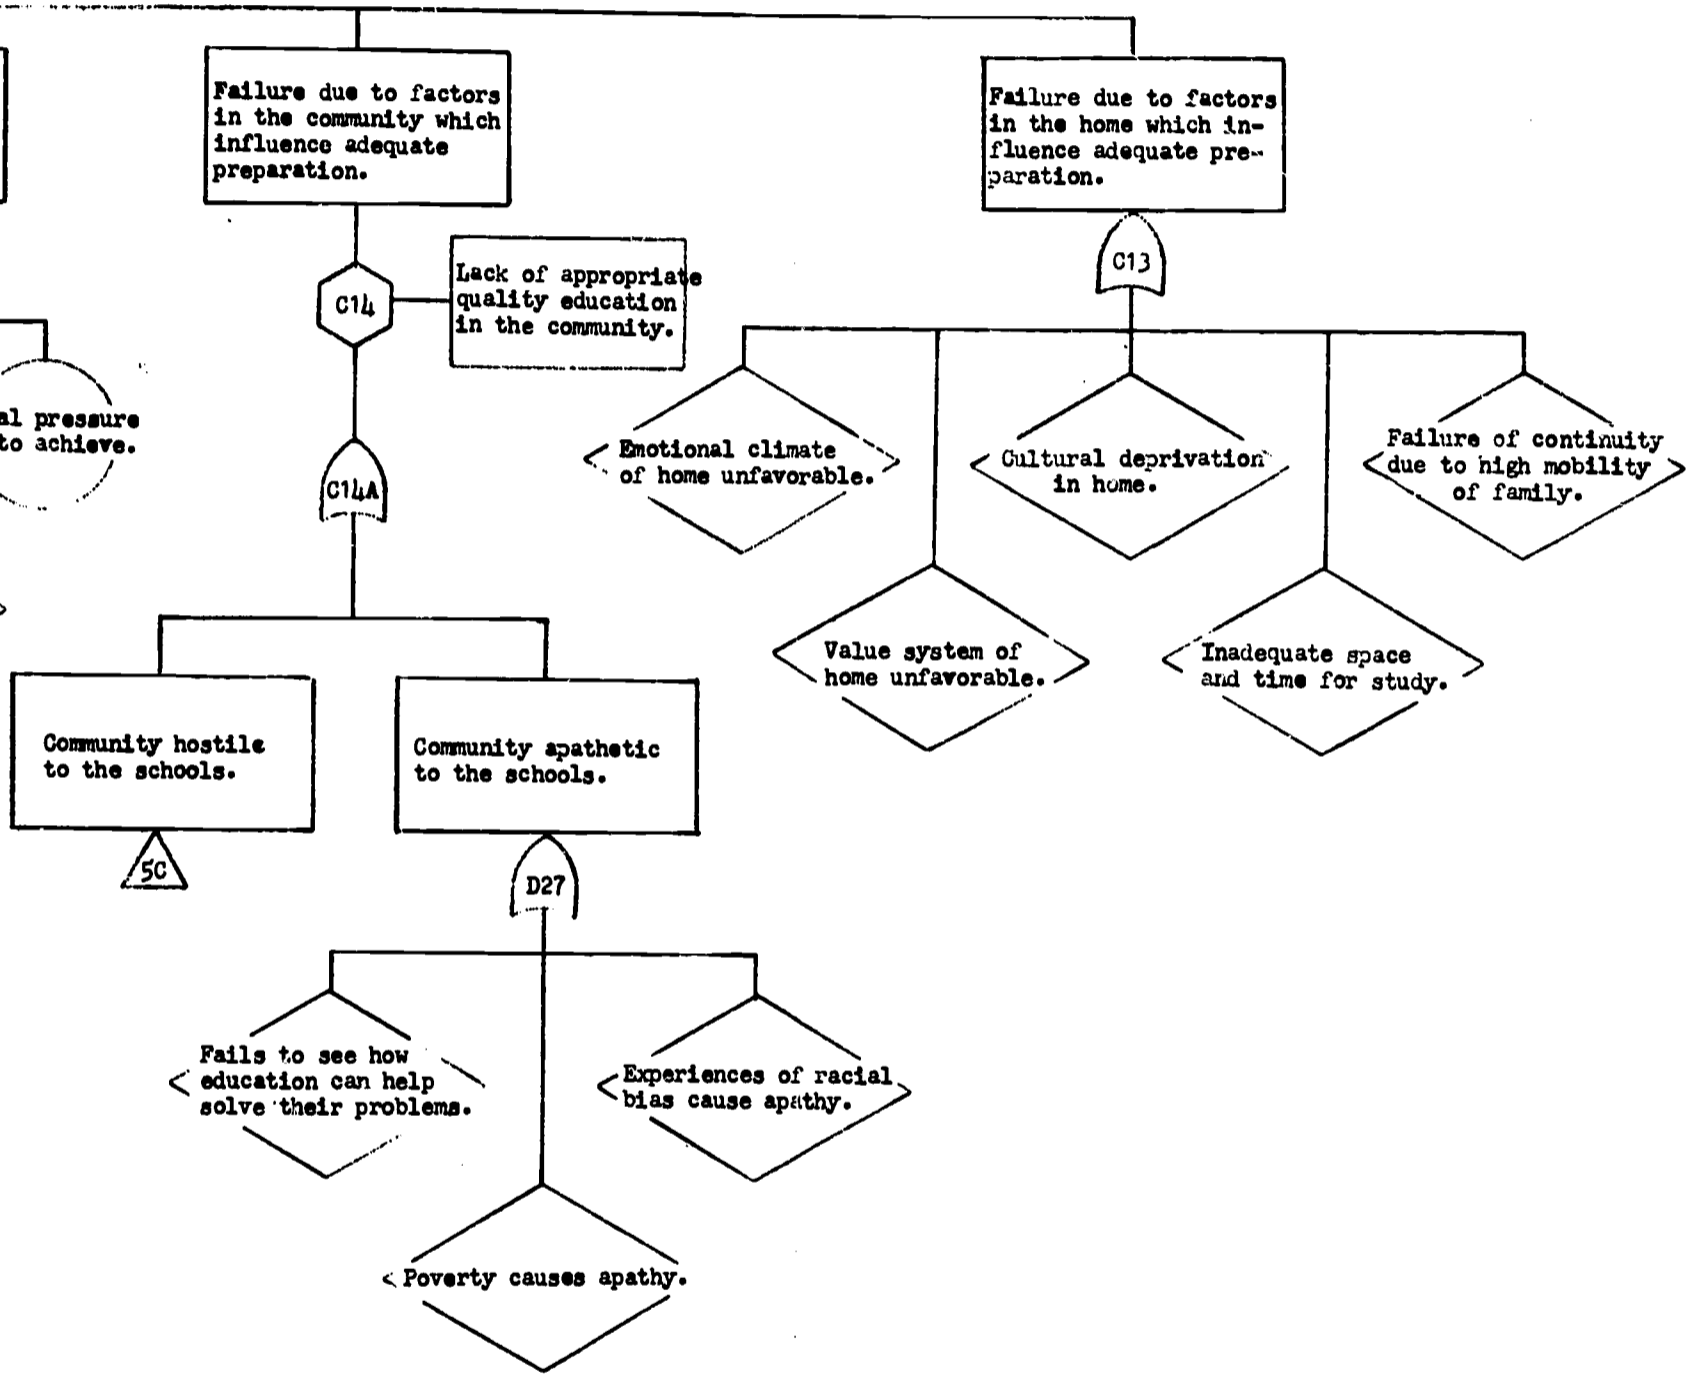 Failure due to factors
in the community which
influence adequate
preparation.
Failure due to factors
in the home which in-
fluence adequate pre-
paration.
C14
Lack of appropriate
quality education
in the community.
C13
pressure
to achieve.
C14A
Emotional climate
of home unfavorable.
Cultural deprivation
in home.
Failure of continuity
due to high mobility
of family.
Value system of
home unfavorable.
Inadequate space
and time for study.
Community hostile
to the schools.
Community apathetic
to the schools.
5C
D27
Fails to see how
education can help
solve their problems.
Experiences of racial
bias cause apathy.
Poverty causes apathy.